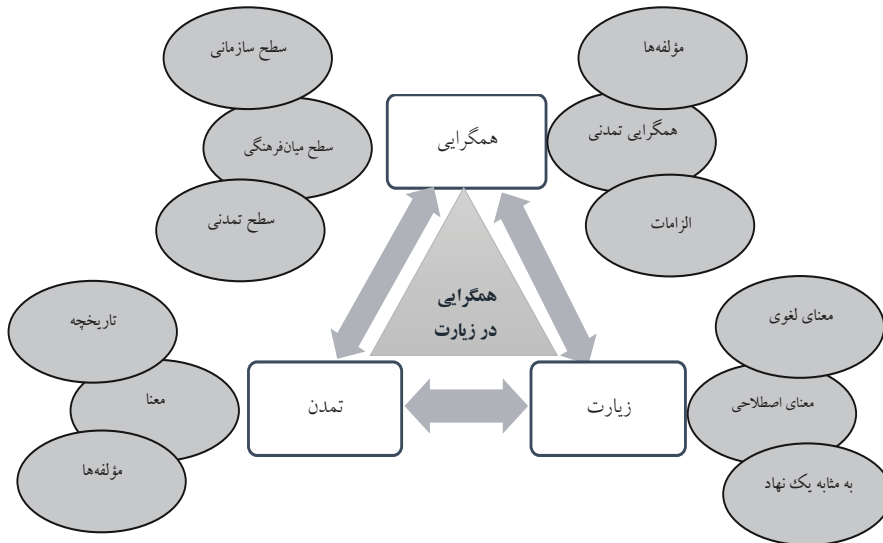 مؤلفه‌ها
همگرایی تمدنی
الزامات
همگرایی
سطح سازمانی
سطح میان‌فرهنگی
سطح تمدنی
همگرایی
در زیارت
معنای لغوی
معنای اصطلاحی
به مثابه یک نهاد
زیارت
تمدن
تاریخچه
معنا
مؤلفه‌ها